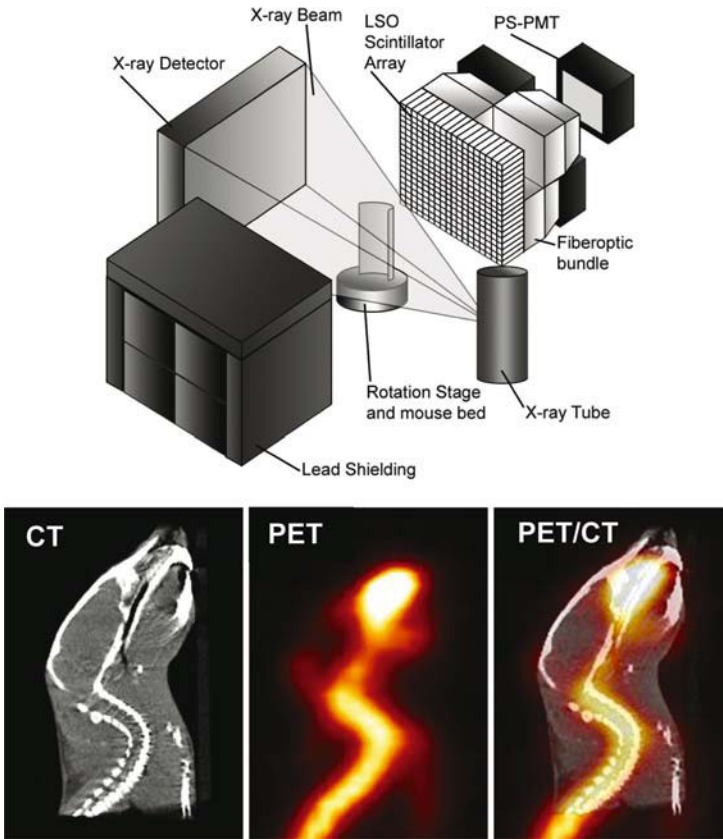 X-ray Beam
X-ray Detector
LSO
Scintillator
Array
PS-PMT
Fiberoptic
bundle
Rotation Stage
and mouse bed
X-ray Tube
Lead Shielding
CT
PET
PET/CT